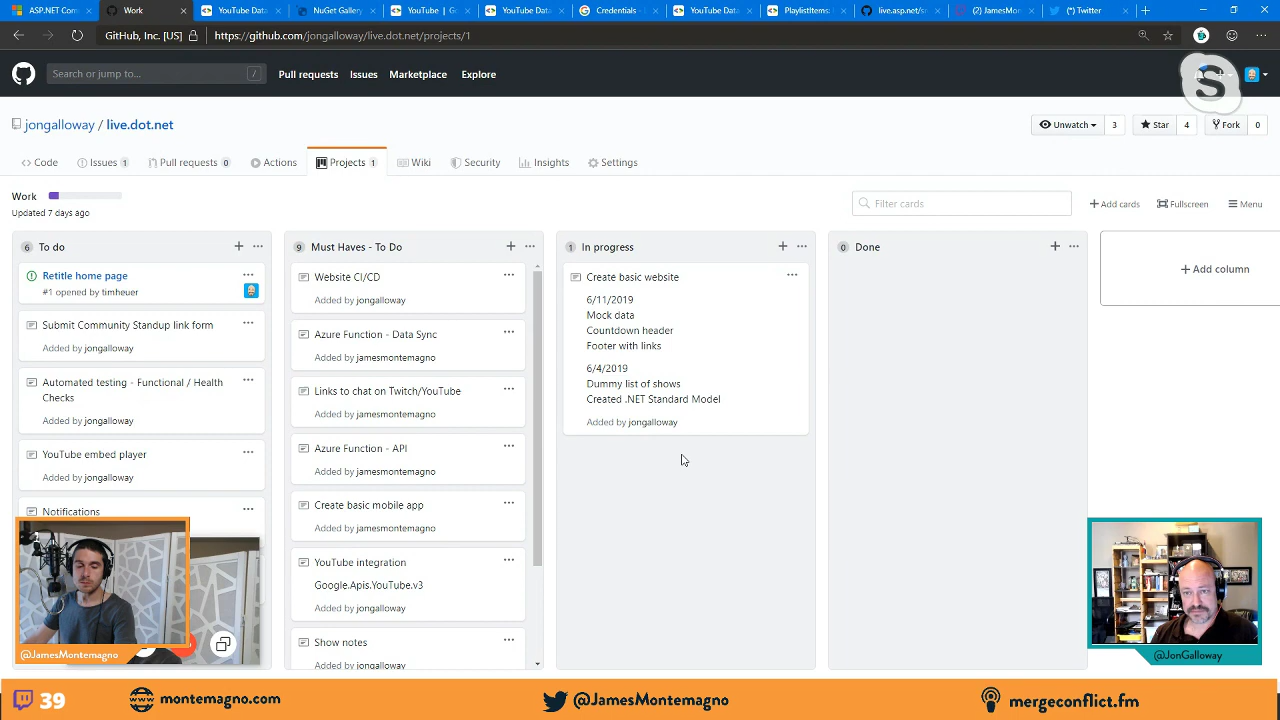 ASP.NET Com
Work
YouTube Data
NuGet Gallery
YouTube | G
YouTube Dat
Credentials -
YouTube Dat
PlaylistItems:
live.asp.net/sr
(2) JamesMon
(*) Twitter
GitHub, Inc. [US]
https://github.com/jongalloway/live.dot.net/projects/1
Search or jump to...
/
Pull requests
Issues
Marketplace
Explore
jongalloway / live.dot.net
Unwatch 3
Star 4
Fork 0
Code
Issues 1
Pull requests 0
Actions
Projects 1
Wiki
Security
Insights
Settings
Work
Updated 7 days ago
Filter cards
+ Add cards
Fullscreen
Menu
6 To do
Retitle home page
#1 opened by timheuer
Submit Community Standup link form
Added by jongalloway
Automated testing - Functional / Health
Checks
Added by jongalloway
YouTube embed player
Added by jongalloway
Notifications
9 Must Haves - To Do
Website CI/CD
Added by jongalloway
Azure Function - Data Sync
Added by jamesmontemagno
Links to chat on Twitch/YouTube
Added by jamesmontemagno
Azure Function - API
Added by jamesmontemagno
Create basic mobile app
Added by jamesmontemagno
YouTube integration
Google.Apis.YouTube.v3
Added by jongalloway
Show notes
Added by jongalloway
1 In progress
Create basic website
6/11/2019
Mock data
Countdown header
Footer with links
6/4/2019
Dummy list of shows
Created .NET Standard Model
Added by jongalloway
0 Done
+ Add column
@JamesMontemagno
@JonGalloway
39
montemagno.com
@JamesMontemagno
mergeconflict.fm